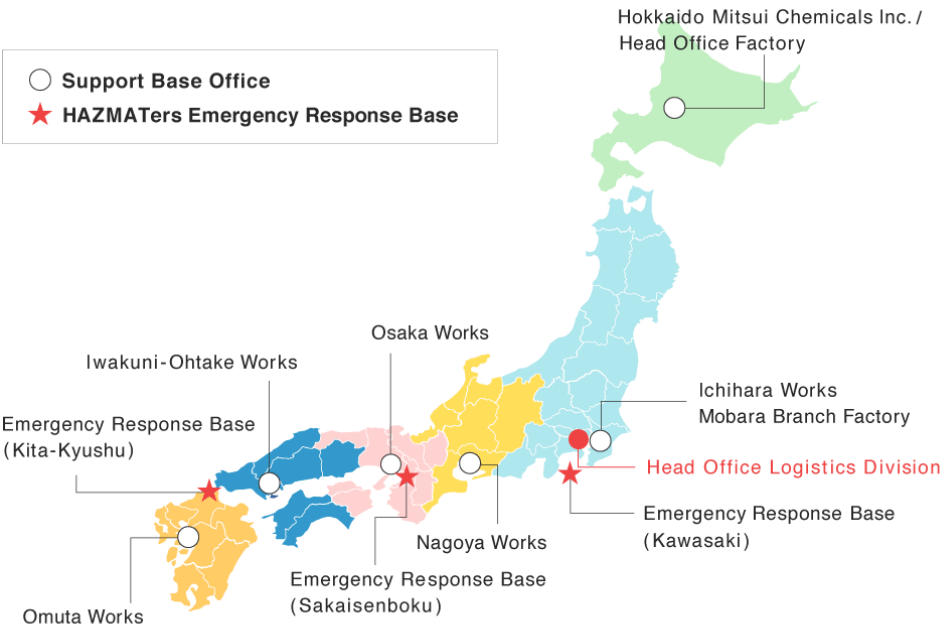 Hokkaido Mitsui Chemicals Inc. /
Head Office Factory
Support Base Office
HAZMATers Emergency Response Base
Osaka Works
Iwakuni-Ohtake Works
Ichihara Works
Mobara Branch Factory
Emergency Response Base
(Kita-Kyushu)
Head Office Logistics Division
Emergency Response Base
(Kawasaki)
Nagoya Works
Emergency Response Base
(Sakaisenboku)
Omuta Works